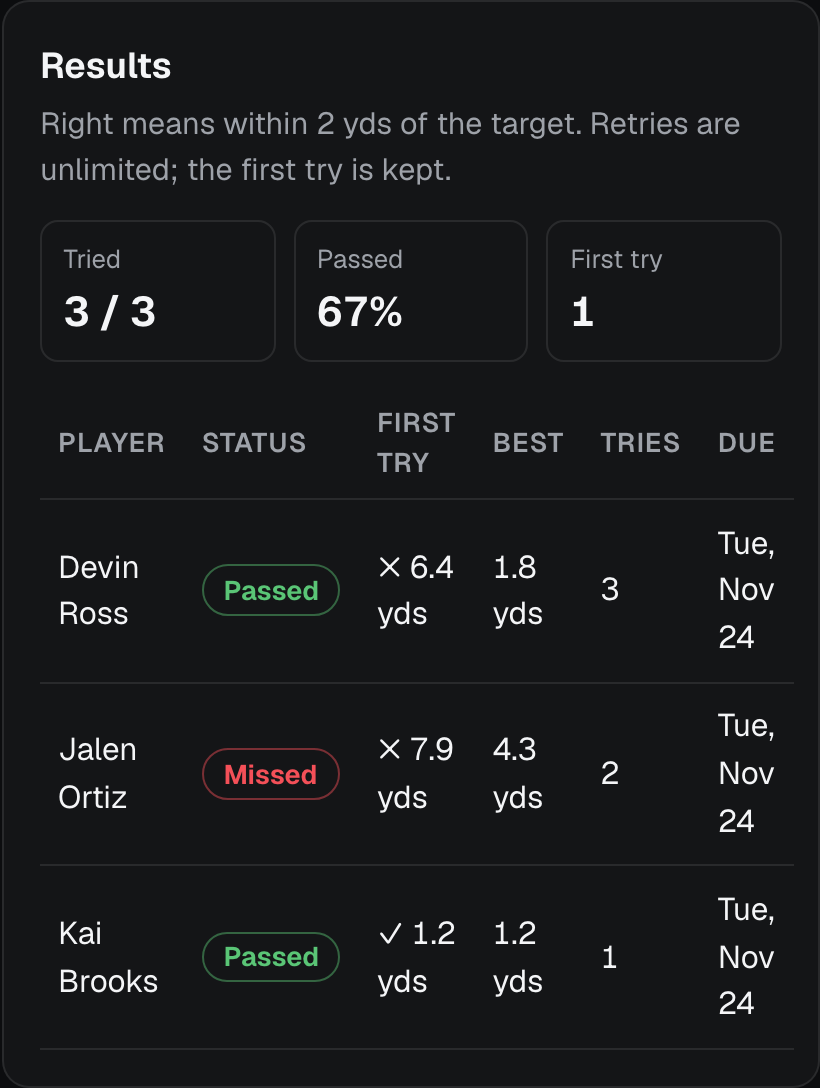 Results
Right means within 2 yds of the target. Retries are
unlimited; the first try is kept.
Tried
3 / 3
Passed
67%
First try
1
PLAYER STATUS FIRST TRY BEST TRIES DUE
Devin Ross Passed ✕ 6.4 yds 1.8 yds 3 Tue, Nov 24
Jalen Ortiz Missed ✕ 7.9 yds 4.3 yds 2 Tue, Nov 24
Kai Brooks Passed ✓ 1.2 yds 1.2 yds 1 Tue, Nov 24